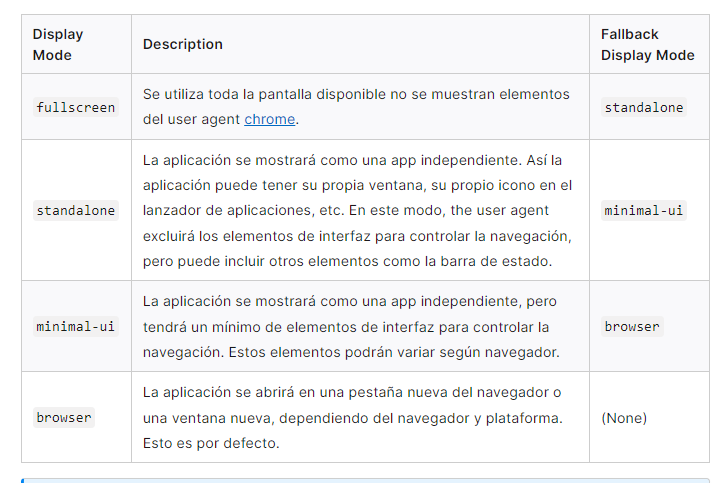 Display Mode
Description
Fallback Display Mode
fullscreen
Se utiliza toda la pantalla disponible no se muestran elementos
del user agent chrome.
standalone
standalone
La aplicación se mostrará como una app independiente. Así la
aplicación puede tener su propia ventana, su propio icono en el
lanzador de aplicaciones, etc. En este modo, the user agent
excluirá los elementos de interfaz para controlar la navegación,
pero puede incluir otros elementos como la barra de estado.
minimal-ui
minimal-ui
La aplicación se mostrará como una app independiente, pero
tendrá un mínimo de elementos de interfaz para controlar la
navegación. Estos elementos podrán variar según navegador.
browser
browser
La aplicación se abrirá en una pestaña nueva del navegador o
una ventana nueva, dependiendo del navegador y plataforma.
Esto es por defecto.
(None)